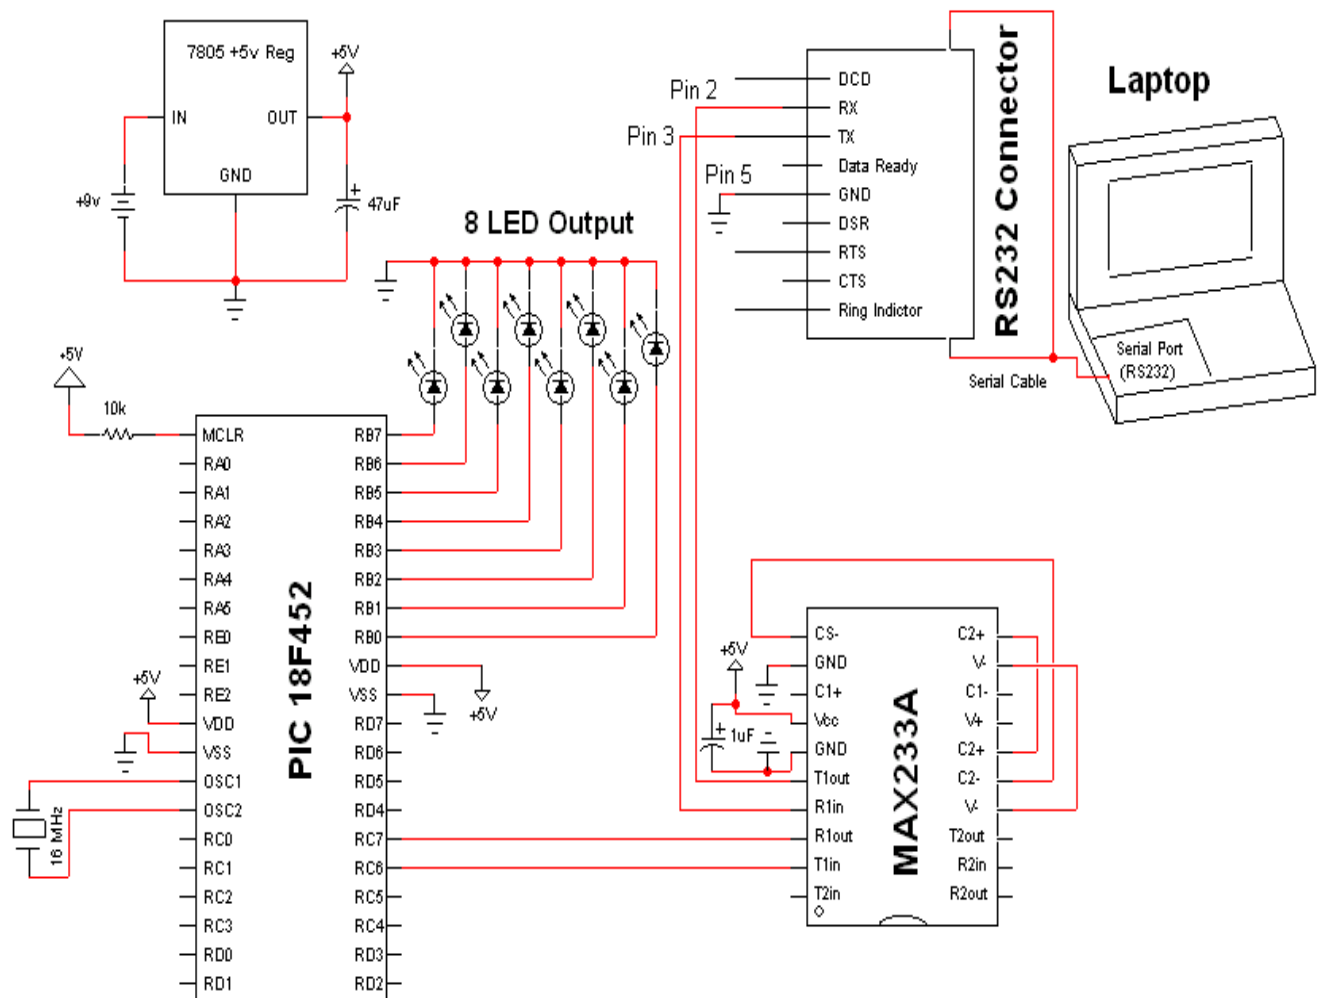 7805 +5v Reg
+5V
IN
OUT
GND
+9v
+
47uF
8 LED Output
+5V
10k
MCLR
RA0
RA1
RA2
RA3
RA4
RA5
RE0
RE1
RE2
VDD
VSS
OSC1
OSC2
RC0
RC1
RC2
RC3
RD0
RD1
PIC 18F452
RB7
RB6
RB5
RB4
RB3
RB2
RB1
RB0
VDD
VSS
RD7
RD6
RD5
RD4
RC7
RC6
RC5
RC4
RD3
RD2
+5V
+5V
16 MHz
Pin 2
Pin 3
Pin 5
DCD
RX
TX
Data Ready
GND
DSR
RTS
CTS
Ring Indictor
RS232 Connector
Laptop
Serial Port
(RS232)
Serial Cable
+5V
+
1uF
CS-
GND
C1+
Vcc
GND
T1out
R1in
R1out
T1in
T2in
MAX233A
C2+
V-
C1-
V+
C2+
C2-
V-
T2out
R2in
R2out